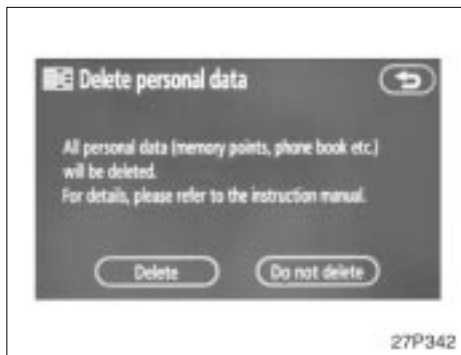 Delete personal data
All personal data (memory points, phone book etc.)
will be deleted.
For details, please refer to the instruction manual.
Delete
Do not delete
27P342